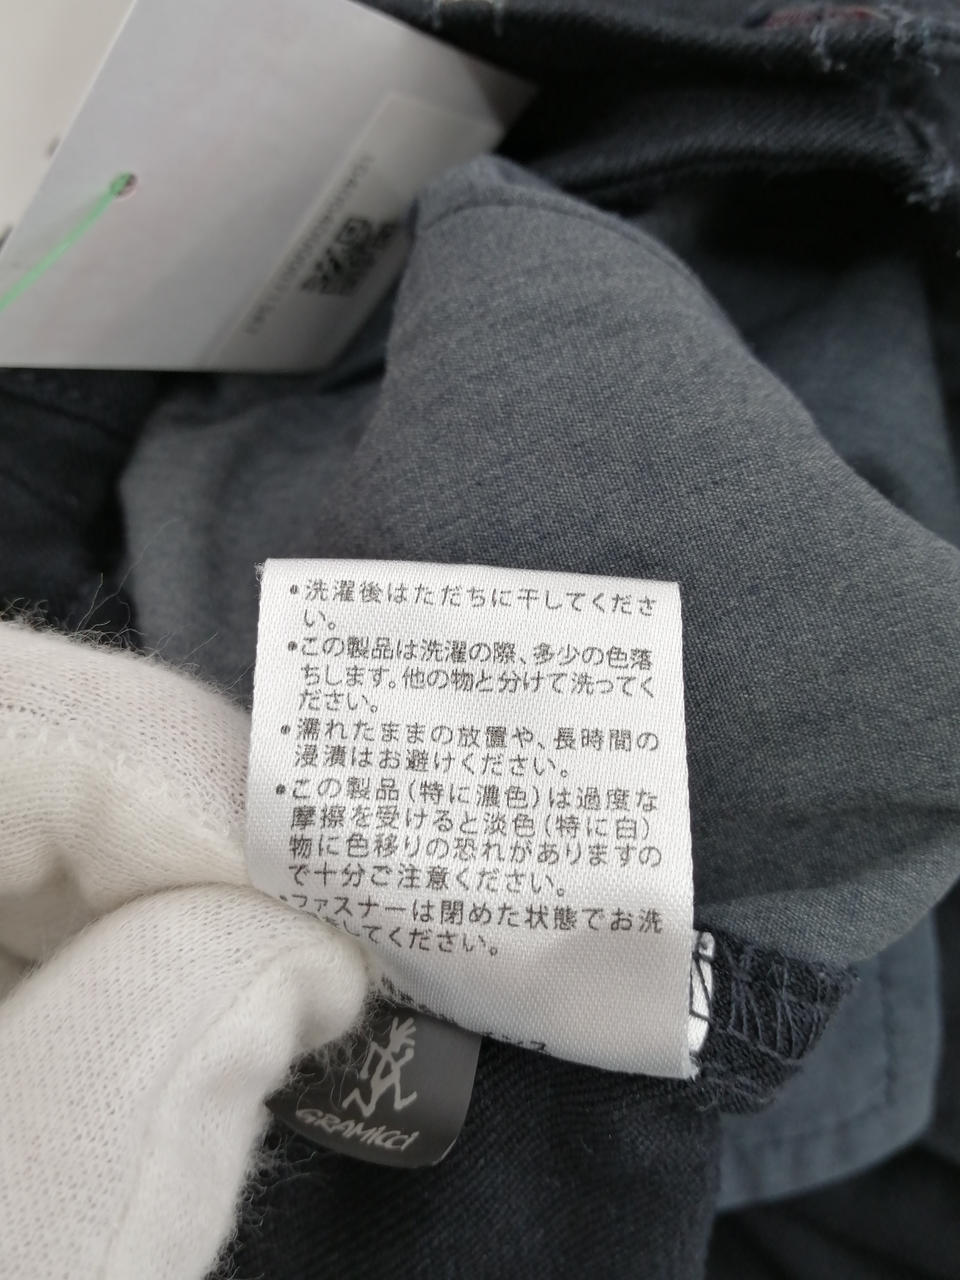 •洗濯後はただちに干してくださ
い。
•この製品は洗濯の際、多少の色落
ちします。他の物と分けて洗ってく
ださい。
•濡れたままの放置や、長時間の
浸漬はお避けください。
•この製品（特に濃色）は過度な
摩擦を受けると淡色（特に白）
物に色移りの恐れがありますの
で十分ご注意ください。
•ファスナーは閉めた状態でお洗
してください。
GRAMICCI